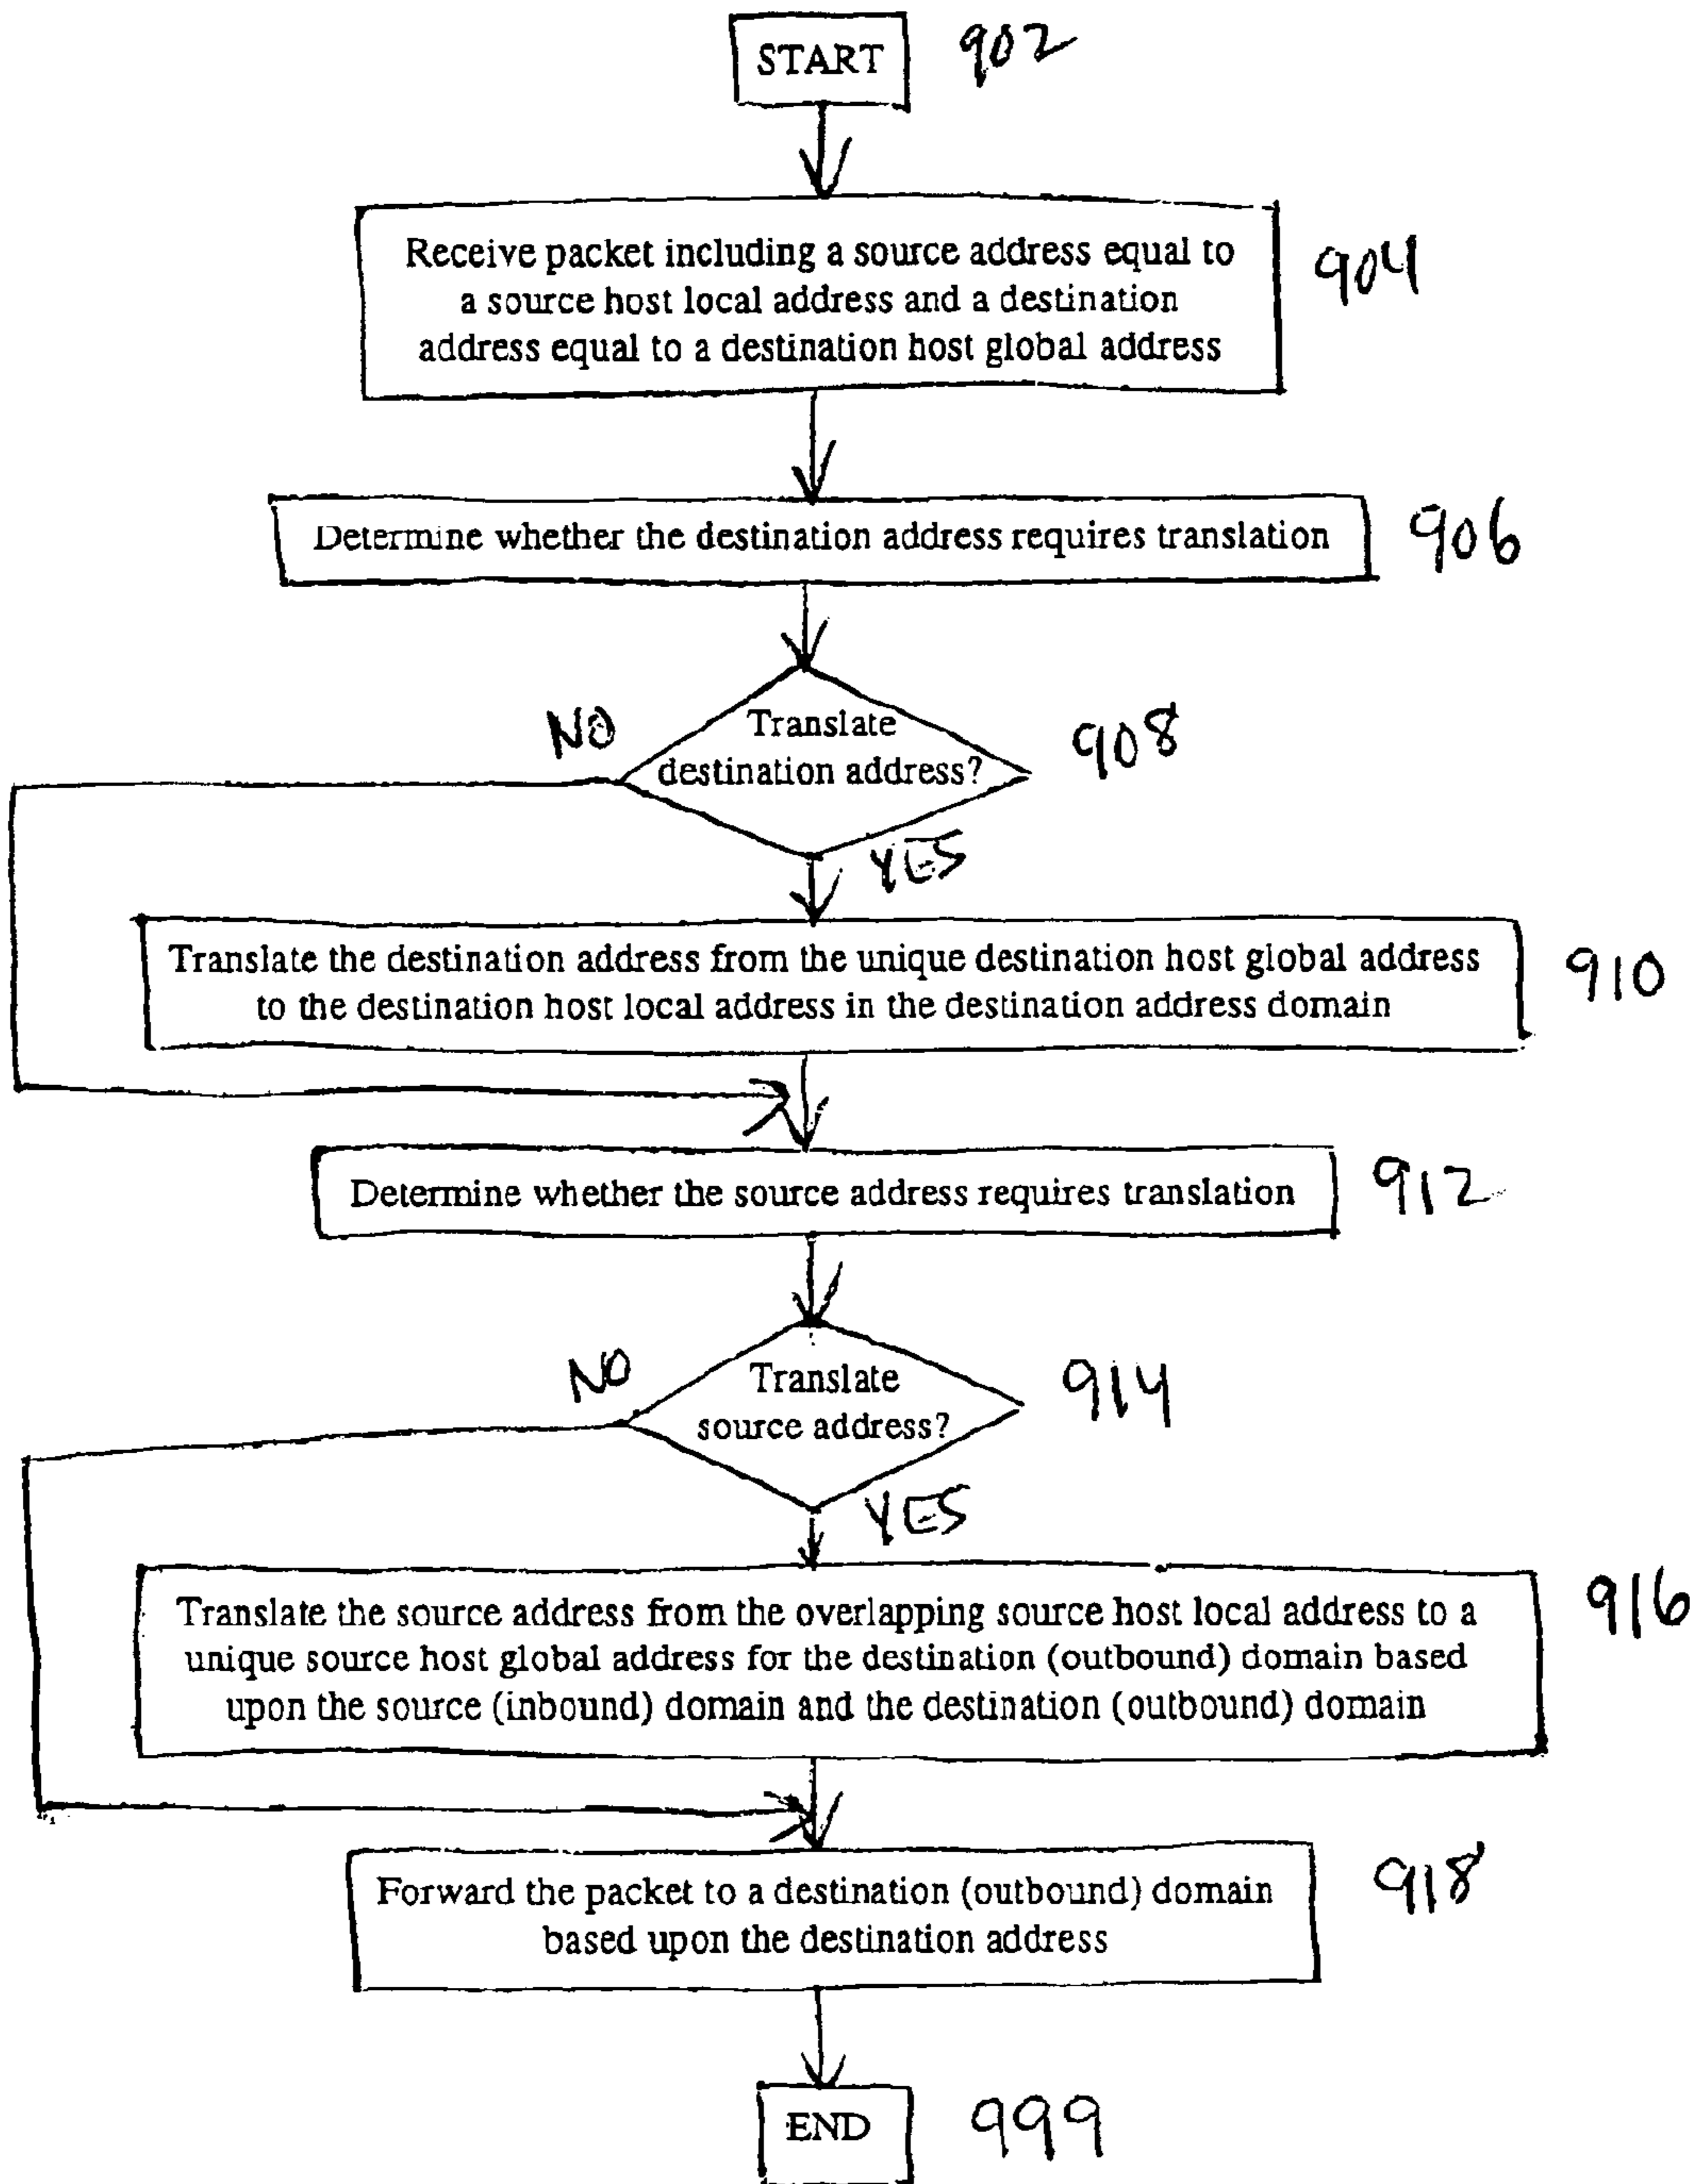 START 902
Receive packet including a source address equal to
a source host local address and a destination
address equal to a destination host global address
904
Determine whether the destination address requires translation 906
NO
Translate
destination address?
908
YES
Translate the destination address from the unique destination host global address
to the destination host local address in the destination address domain
910
Determine whether the source address requires translation 912
NO
Translate
source address?
914
YES
Translate the source address from the overlapping source host local address to a
unique source host global address for the destination (outbound) domain based
upon the source (inbound) domain and the destination (outbound) domain
916
Forward the packet to a destination (outbound) domain
based upon the destination address
918
END 999